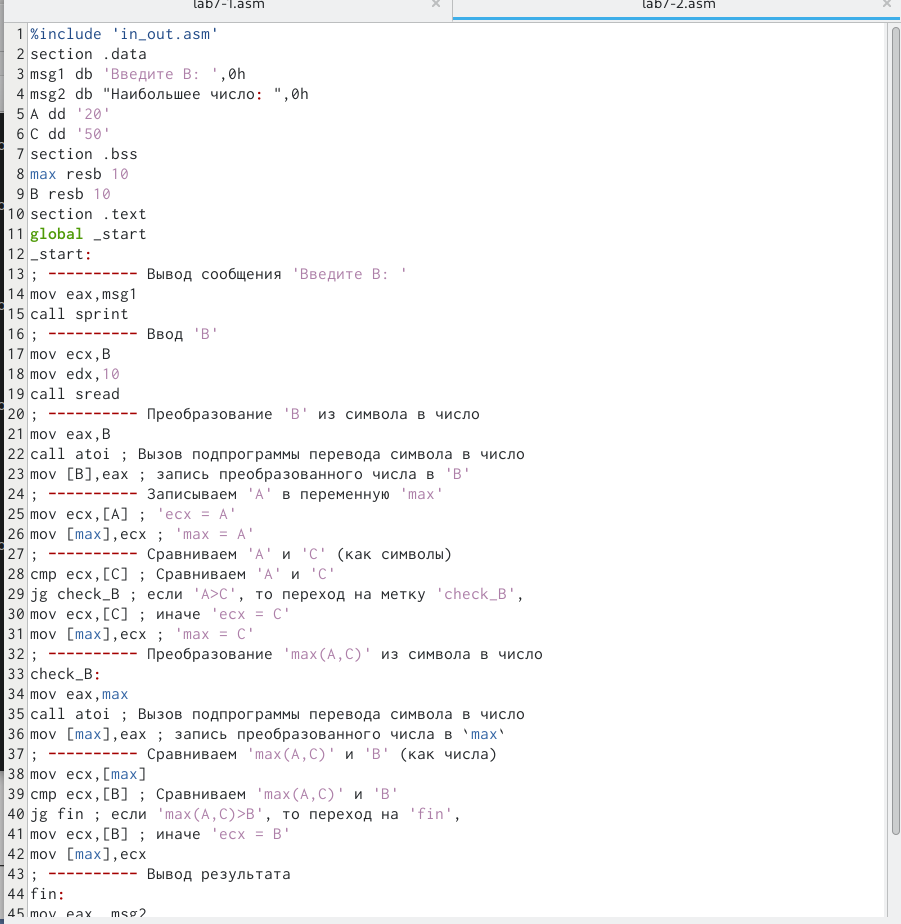 lab7-1.asm × lab7-2.asm ×
1 %include 'in_out.asm'
2 section .data
3 msg1 db 'Введите B: ',0h
4 msg2 db "Наибольшее число: ",0h
5 A dd '20'
6 C dd '50'
7 section .bss
8 max resb 10
9 B resb 10
10 section .text
11 global _start
12 _start:
13 ; ---------- Вывод сообщения 'Введите B: '
14 mov eax,msg1
15 call sprint
16 ; ---------- Ввод 'B'
17 mov ecx,B
18 mov edx,10
19 call sread
20 ; ---------- Преобразование 'B' из символа в число
21 mov eax,B
22 call atoi ; Вызов подпрограммы перевода символа в число
23 mov [B],eax ; запись преобразованного числа в 'B'
24 ; ---------- Записываем 'A' в переменную 'max'
25 mov ecx,[A] ; 'ecx = A'
26 mov [max],ecx ; 'max = A'
27 ; ---------- Сравниваем 'A' и 'С' (как символы)
28 cmp ecx,[C] ; Сравниваем 'A' и 'С'
29 jg check_B ; если 'A>C', то переход на метку 'check_B',
30 mov ecx,[C] ; иначе 'ecx = C'
31 mov [max],ecx ; 'max = C'
32 ; ---------- Преобразование 'max(A,C)' из символа в число
33 check_B:
34 mov eax,max
35 call atoi ; Вызов подпрограммы перевода символа в число
36 mov [max],eax ; запись преобразованного числа в `max`
37 ; ---------- Сравниваем 'max(A,C)' и 'B' (как числа)
38 mov ecx,[max]
39 cmp ecx,[B] ; Сравниваем 'max(A,C)' и 'B'
40 jg fin ; если 'max(A,C)>B', то переход на 'fin',
41 mov ecx,[B] ; иначе 'ecx = B'
42 mov [max],ecx
43 ; ---------- Вывод результата
44 fin:
45 mov eax, msg2